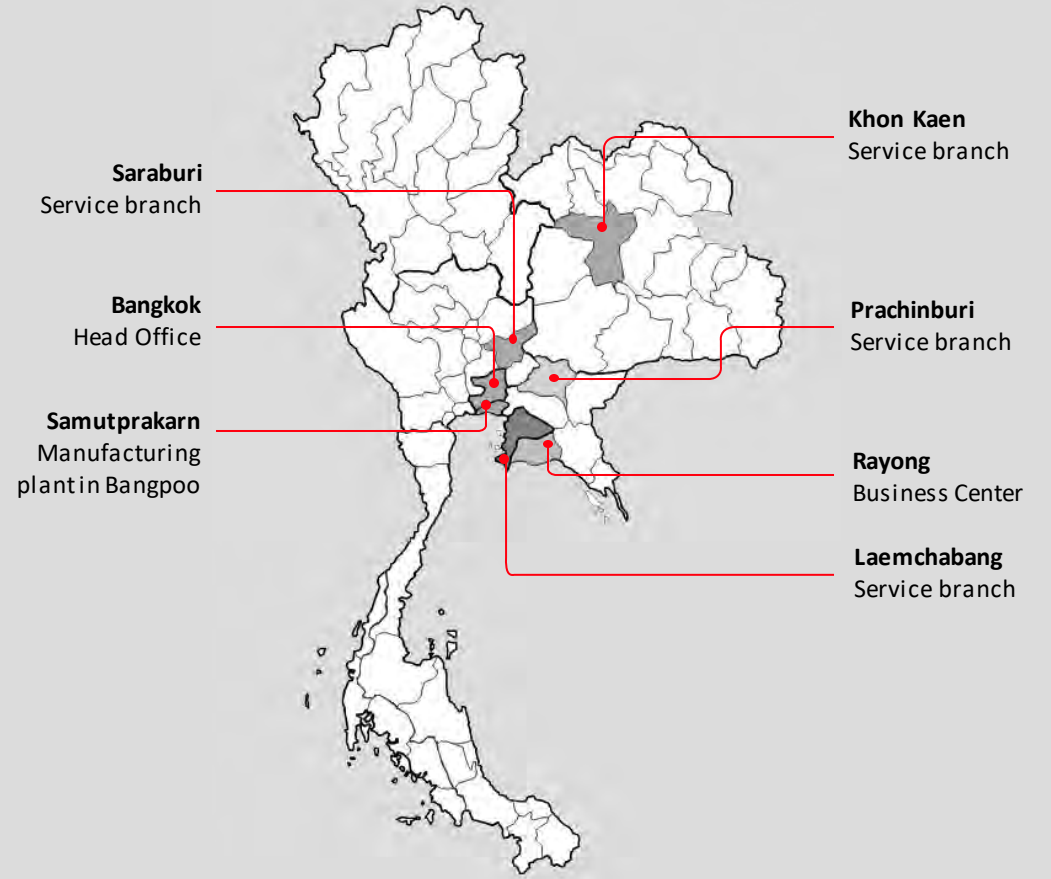 Saraburi
Service branch
Bangkok
Head Office
Samutprakarn
Manufacturing
plant in Bangpoo
Khon Kaen
Service branch
Prachinburi
Service branch
Rayong
Business Center
Laemchabang
Service branch